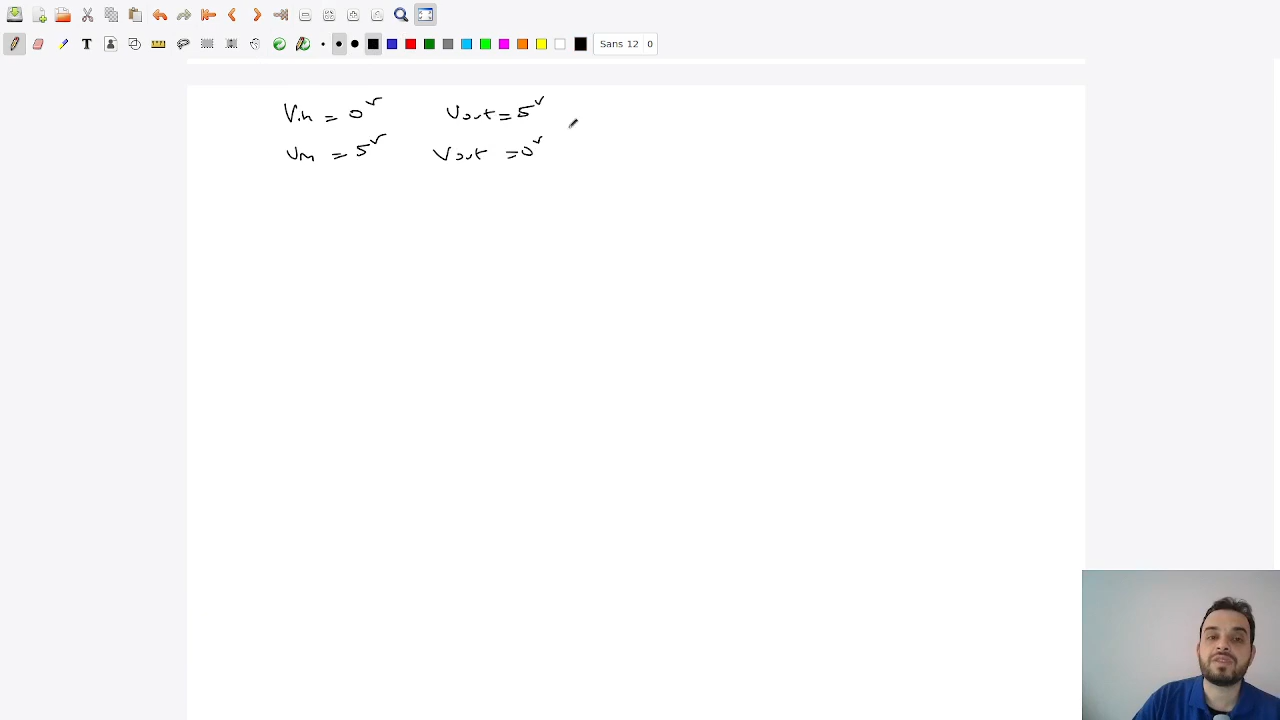 Sans 12 0
Vin = 0v Vout = 5v
Vin = 5v Vout = 0v